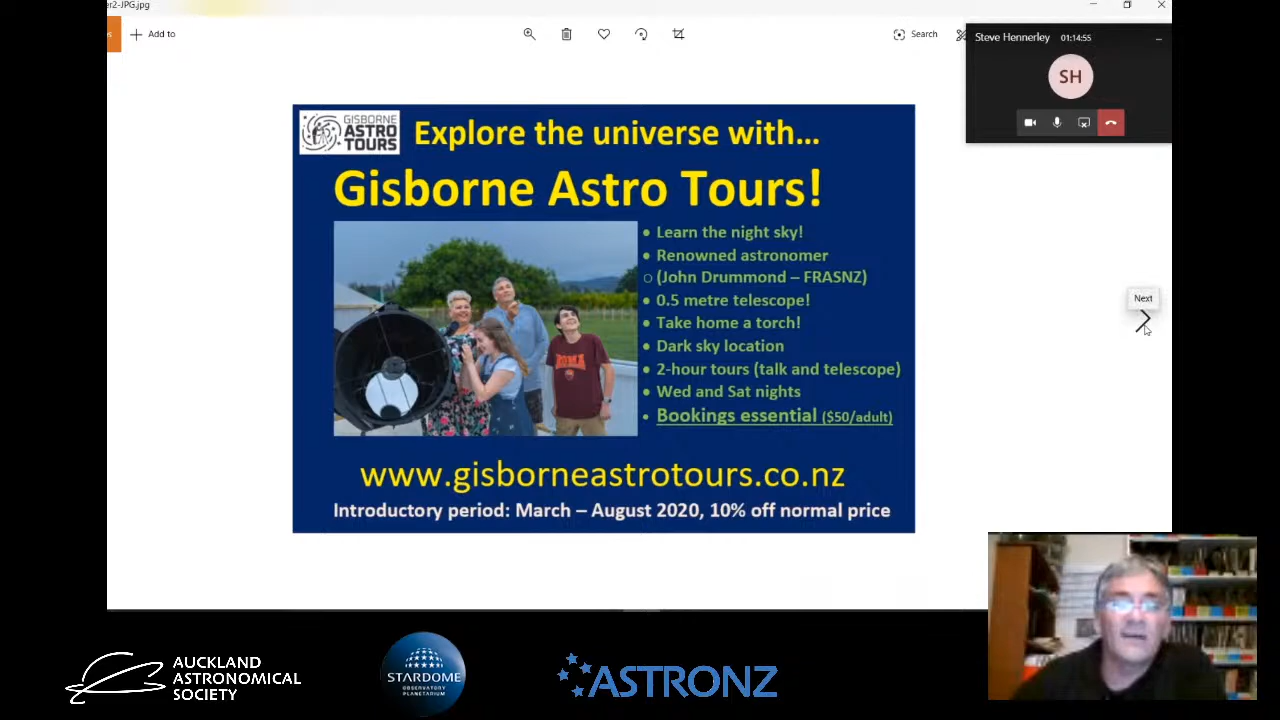 er2-JPG.jpg
Add to
Search
Steve Hennerley 01:14:55
SH
GISBORNE
ASTRO
TOURS
Explore the universe with...
Gisborne Astro Tours!
• Learn the night sky!
• Renowned astronomer
○ (John Drummond – FRASNZ)
• 0.5 metre telescope!
• Take home a torch!
• Dark sky location
• 2-hour tours (talk and telescope)
• Wed and Sat nights
• Bookings essential ($50/adult)
ROMA
www.gisborneastrotours.co.nz
Introductory period: March – August 2020, 10% off normal price
Next
AUCKLAND
ASTRONOMICAL
SOCIETY
STARDOME
OBSERVATORY
PLANETARIUM
ASTRONZ